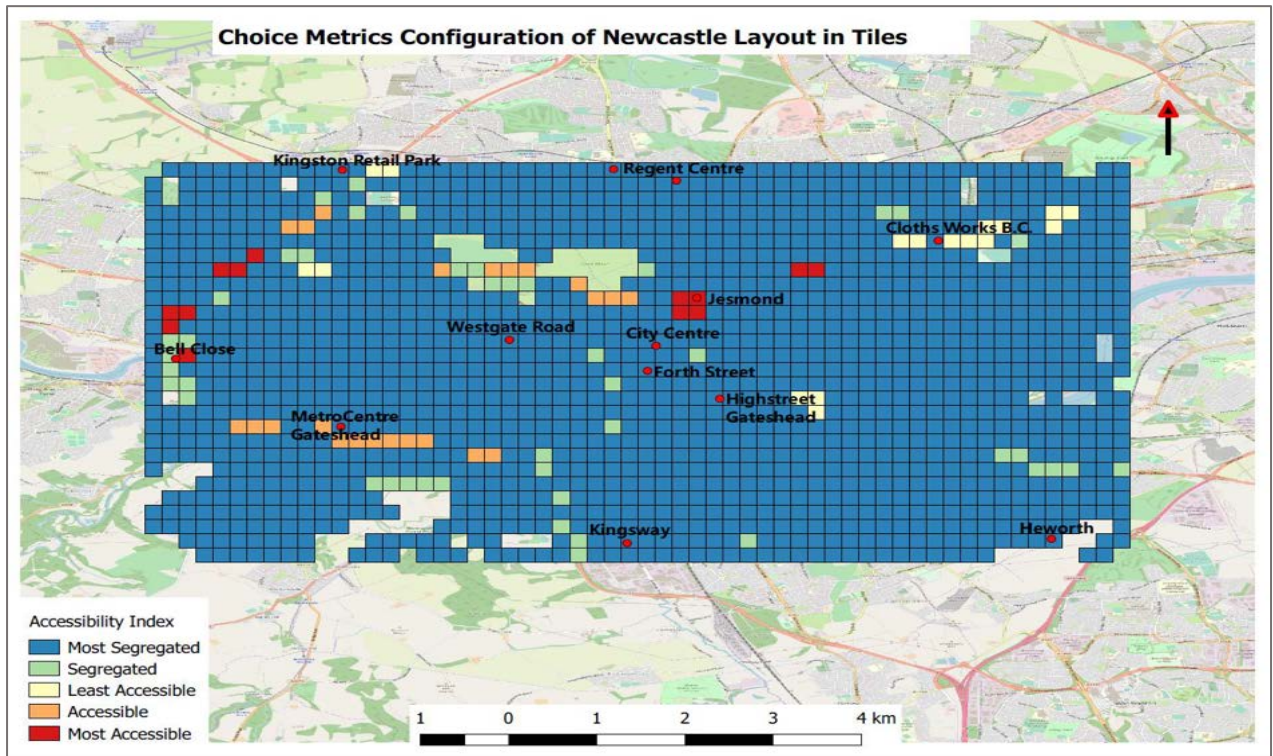 Choice Metrics Configuration of Newcastle Layout in Tiles
Kingston Retail Park
Regent Centre
Cloths Works B.C.
Jesmond
Westgate Road
City Centre
Bell Close
Forth Street
Highstreet
Gateshead
MetroCentre
Gateshead
Kingsway
Heworth
Accessibility Index
Most Segregated
Segregated
Least Accessible
Accessible
Most Accessible
1 0 1 2 3 4 km